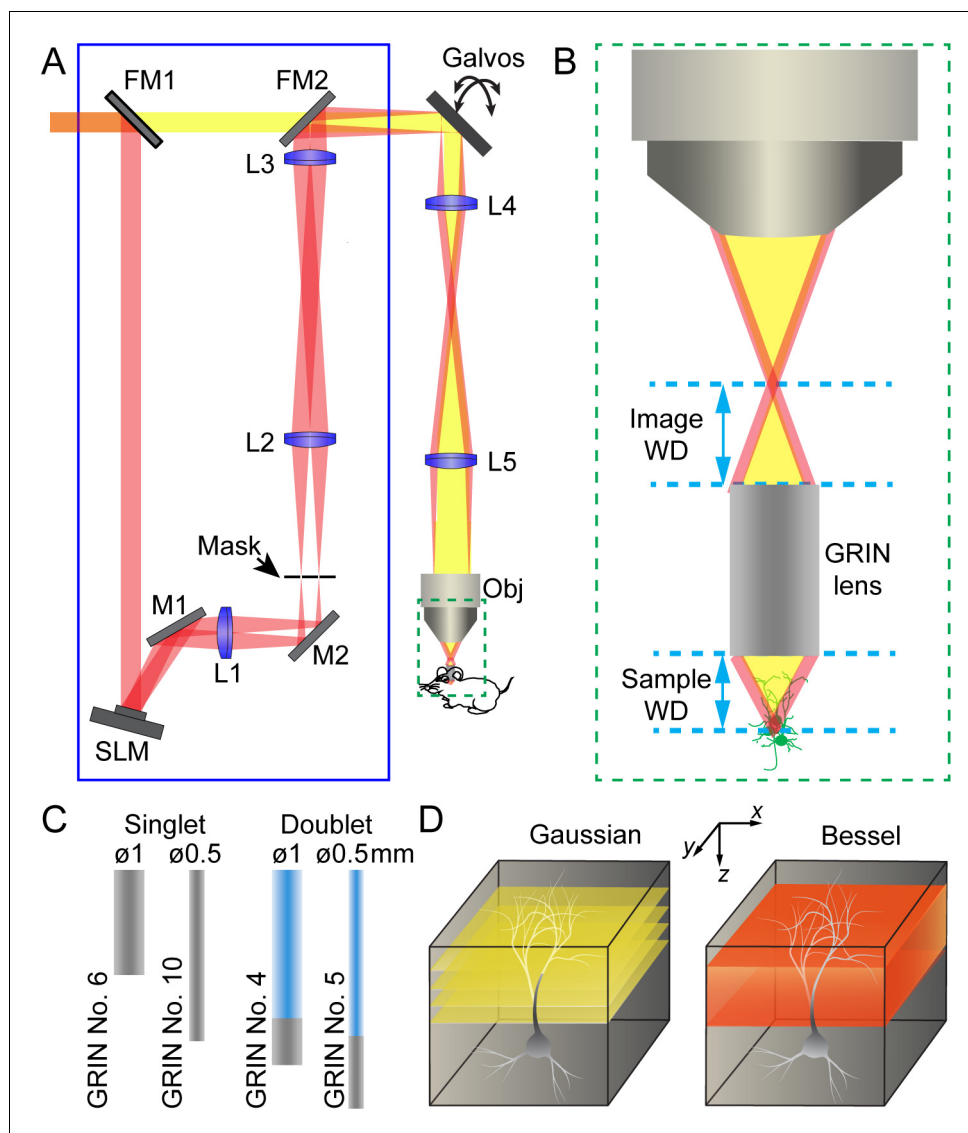 A
FM1
FM2
Galvos
L3
L4
L2
L5
Mask
M1
L1
M2
Obj
SLM
B
Image
WD
GRIN
lens
Sample
WD
C
Singlet
Doublet
ø1
ø0.5
ø1
ø0.5mm
GRIN No. 6
GRIN No. 10
GRIN No. 4
GRIN No. 5
D
Gaussian
Bessel
x
y
z